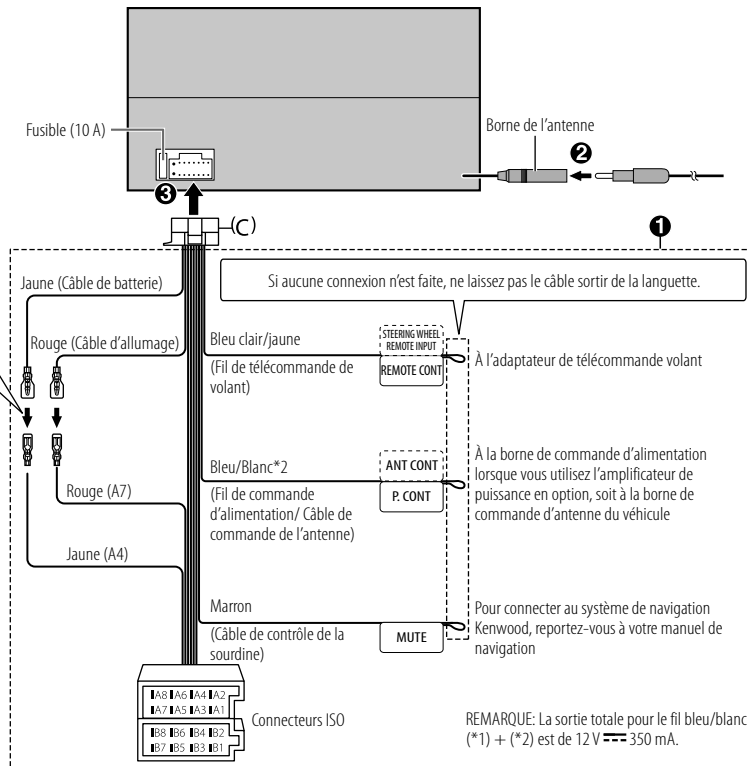 Fusible (10 A)
Borne de l'antenne
❷
❸
(C)
❶
Jaune (Câble de batterie)
Si aucune connexion n'est faite, ne laissez pas le câble sortir de la languette.
Rouge (Câble d'allumage)
Bleu clair/jaune
(Fil de télécommande de
volant)
STEERING WHEEL
REMOTE INPUT
REMOTE CONT
À l'adaptateur de télécommande volant
Bleu/Blanc*2
(Fil de commande
d'alimentation/ Câble de
commande de l'antenne)
ANT CONT
P. CONT
À la borne de commande d'alimentation
lorsque vous utilisez l'amplificateur de
puissance en option, soit à la borne de
commande d'antenne du véhicule
Rouge (A7)
Jaune (A4)
Marron
(Câble de contrôle de la
sourdine)
MUTE
Pour connecter au système de navigation
Kenwood, reportez-vous à votre manuel de
navigation
A8 A6 A4 A2
A7 A5 A3 A1
B8 B6 B4 B2
B7 B5 B3 B1
Connecteurs ISO
REMARQUE: La sortie totale pour le fil bleu/blanc
(*1) + (*2) est de 12 V ⎓ 350 mA.